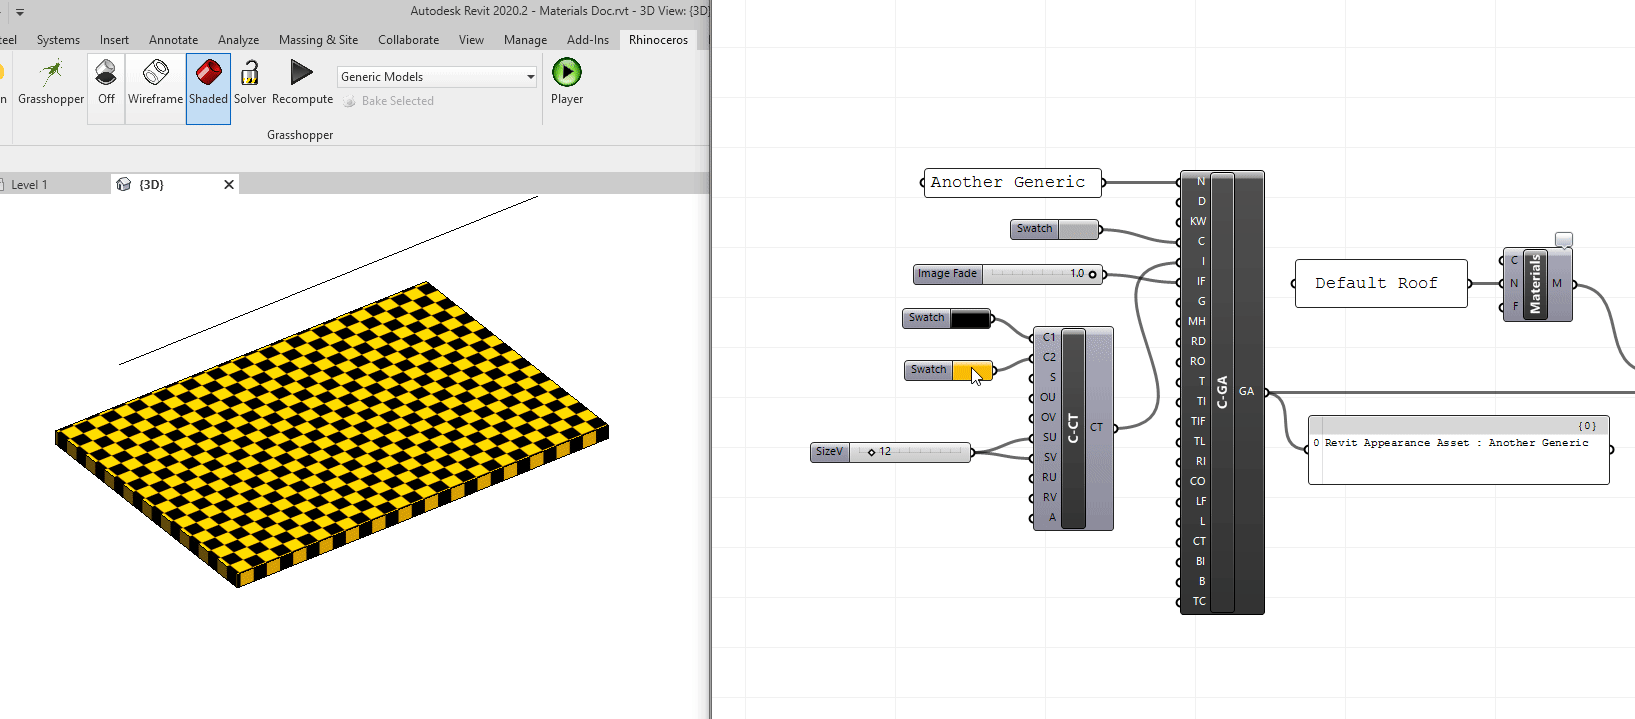 Autodesk Revit 2020.2 - Materials Doc.rvt - 3D View: {3D}
Systems Insert Annotate Analyze Massing & Site Collaborate View Manage Add-Ins Rhinoceros
Generic Models
Grasshopper Off Wireframe Shaded Solver Recompute Bake Selected Player
Grasshopper
Level 1 {3D}
Another Generic
Swatch
Image Fade 1.0
Swatch
Swatch
SizeV 12
C1
C2
S
OU
OV
SU
SV
RU
RV
A
C-CT
CT
N
D
KW
C
I
IF
G
MH
RD
RO
T
TI
TIF
TL
RI
CO
LF
L
CT
BI
B
TC
C-GA
GA
Default Roof
C
N
F
Materials
M
{0}
0 Revit Appearance Asset : Another Generic